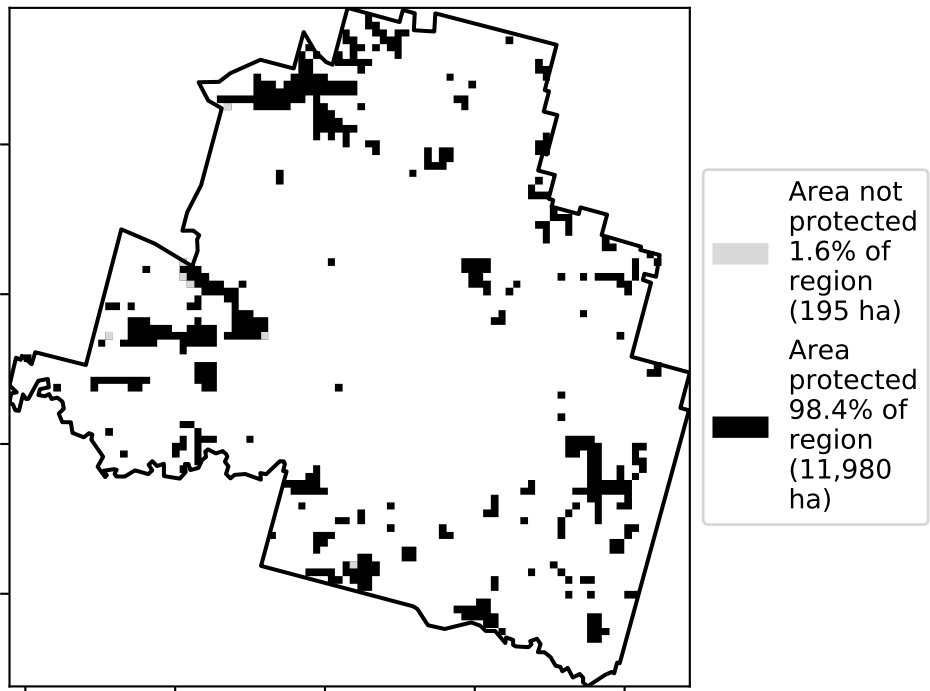 Area not
protected
1.6% of
region
(195 ha)
Area
protected
98.4% of
region
(11,980
ha)